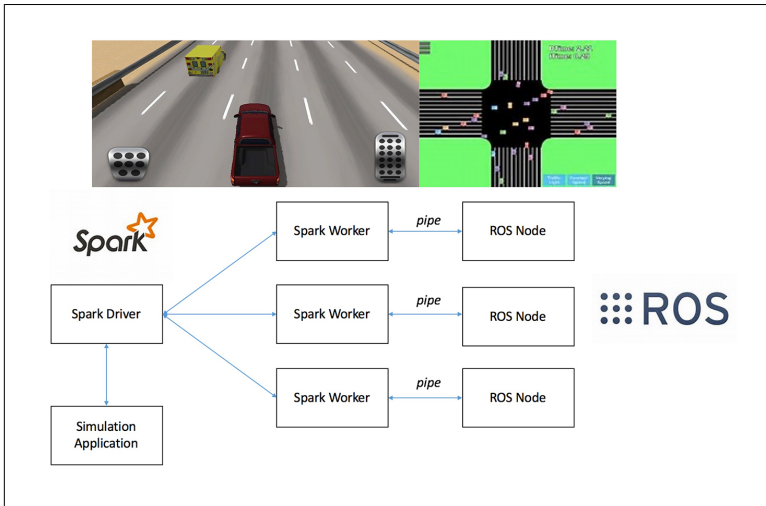 Spark
Spark Driver
Simulation
Application
Spark Worker
pipe
ROS Node
Spark Worker
pipe
ROS Node
Spark Worker
pipe
ROS Node
ROS